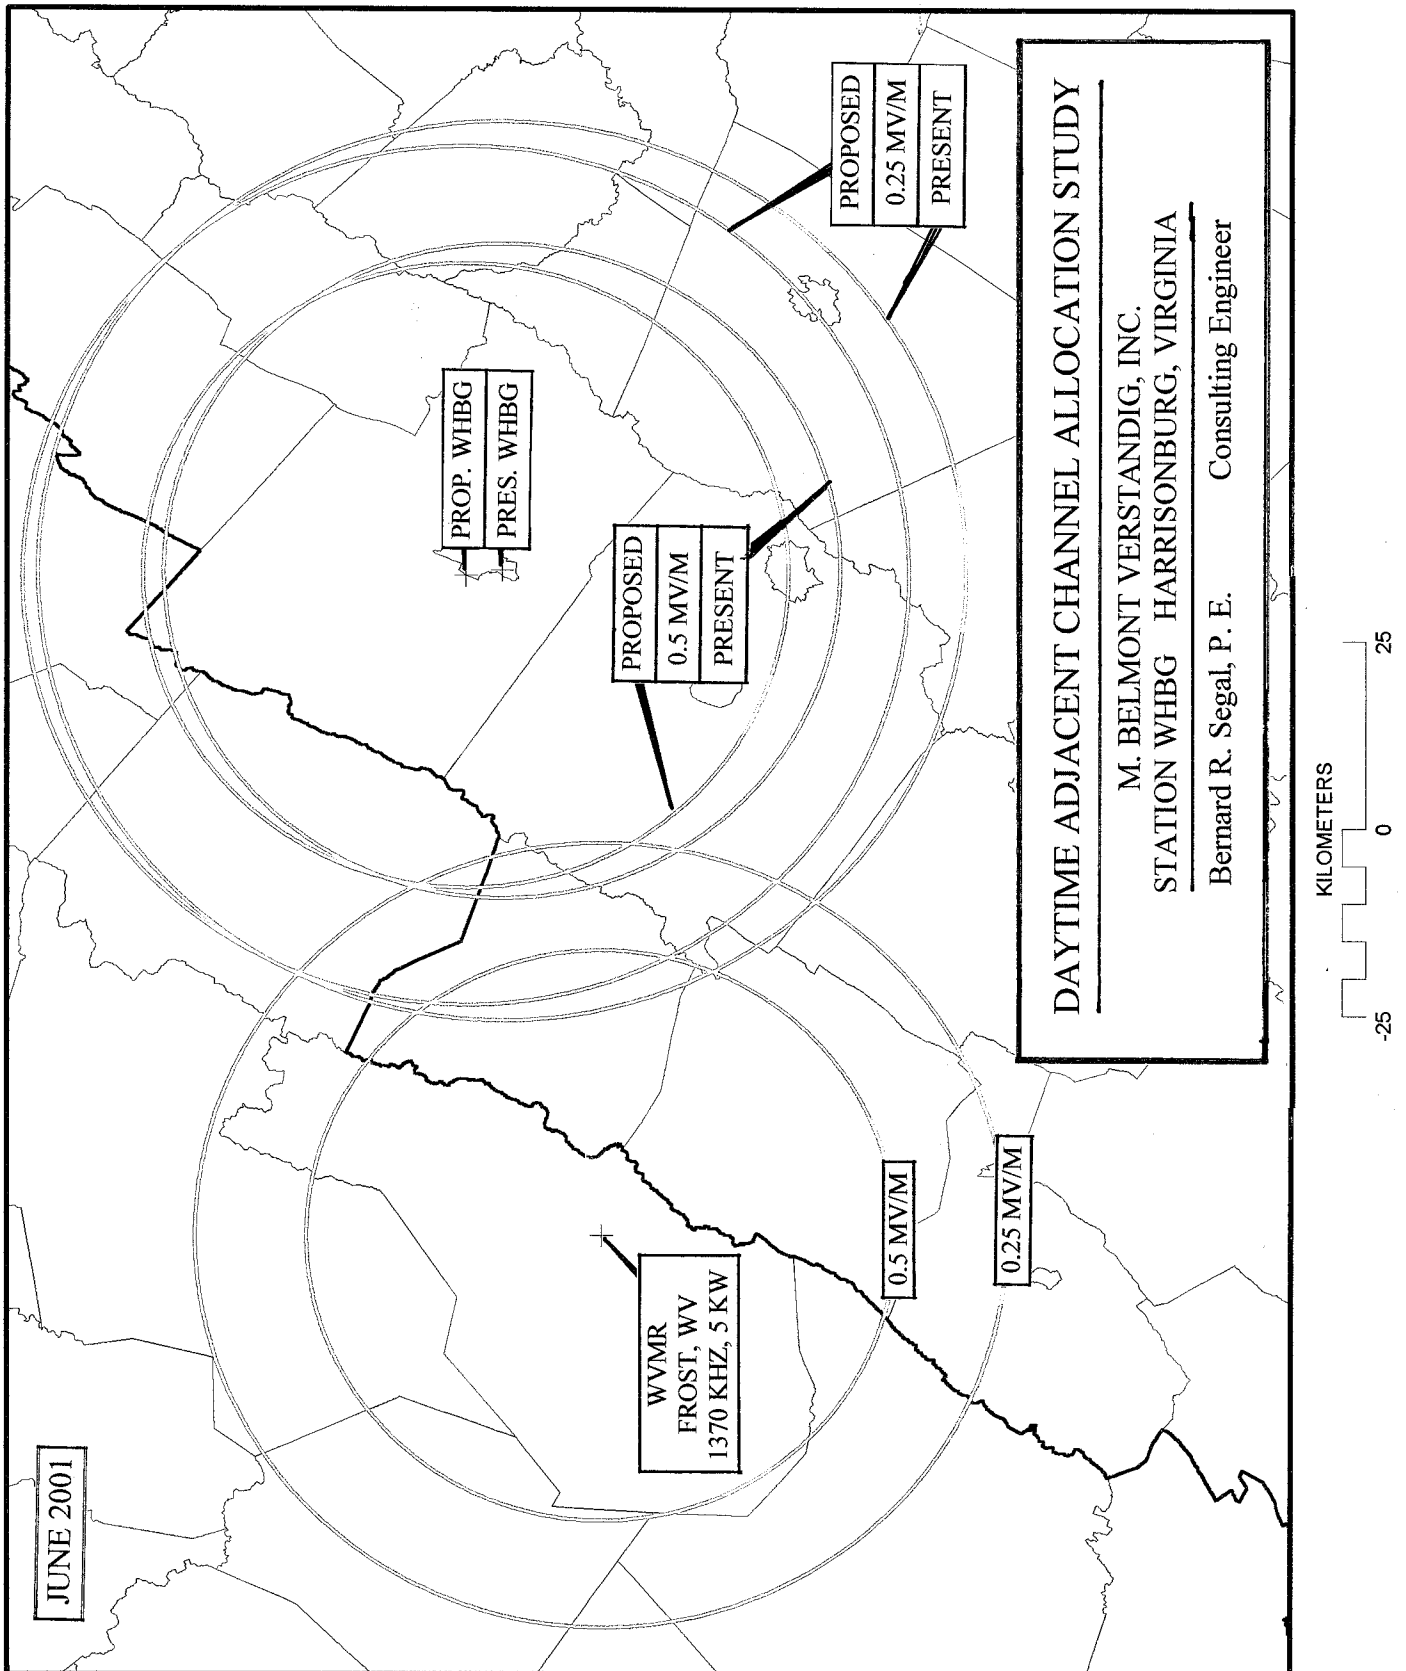 JUNE 2001
PROP. WHBG
PRES. WHBG
PROPOSED
0.5 MV/M
PRESENT
PROPOSED
0.25 MV/M
PRESENT
WVMR
FROST, WV
1370 KHZ, 5 KW
0.5 MV/M
0.25 MV/M
DAYTIME ADJACENT CHANNEL ALLOCATION STUDY
M. BELMONT VERSTANDIG, INC.
STATION WHBG HARRISONBURG, VIRGINIA
Bernard R. Segal, P. E. Consulting Engineer
KILOMETERS
-25 0 25